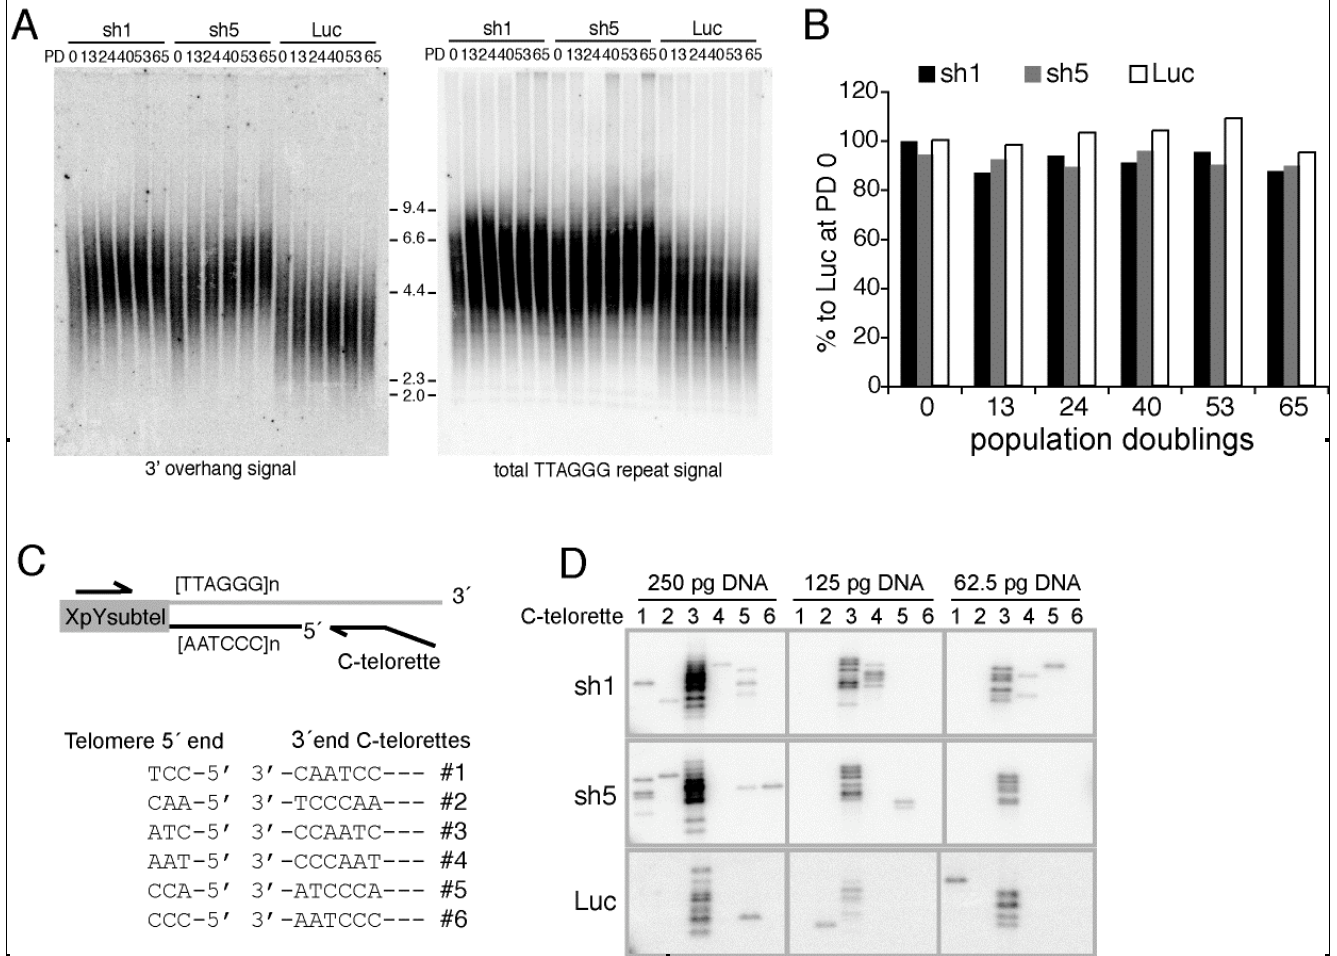 A
sh1 sh5 Luc
PD 0 13 24 40 53 65 0 13 24 40 53 65 0 13 24 40 53 65
3’ overhang signal
sh1 sh5 Luc
PD 0 13 24 40 53 65 0 13 24 40 53 65 0 13 24 40 53 65
9.4
6.6
4.4
2.3
2.0
total TTAGGG repeat signal
B
sh1 sh5 Luc
% to Luc at PD 0
120
100
80
60
40
20
0
0 13 24 40 53 65
population doublings
C
[TTAGGG]n
3´
XpYsubtel
5´
[AATCCC]n
C-telorette
Telomere 5´ end 3´end C-telorettes
TCC-5’ 3’-CAATCC--- #1
CAA-5’ 3’-TCCCAA--- #2
ATC-5’ 3’-CCAATC--- #3
AAT-5’ 3’-CCCAAT--- #4
CCA-5’ 3’-ATCCCA--- #5
CCC-5’ 3’-AATCCC--- #6
D
250 pg DNA 125 pg DNA 62.5 pg DNA
C-telorette 1 2 3 4 5 6 1 2 3 4 5 6 1 2 3 4 5 6
sh1
sh5
Luc